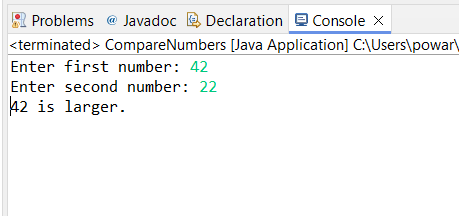 Problems @ Javadoc Declaration Console
<terminated> CompareNumbers [Java Application] C:\Users\powar\
Enter first number: 42
Enter second number: 22
42 is larger.